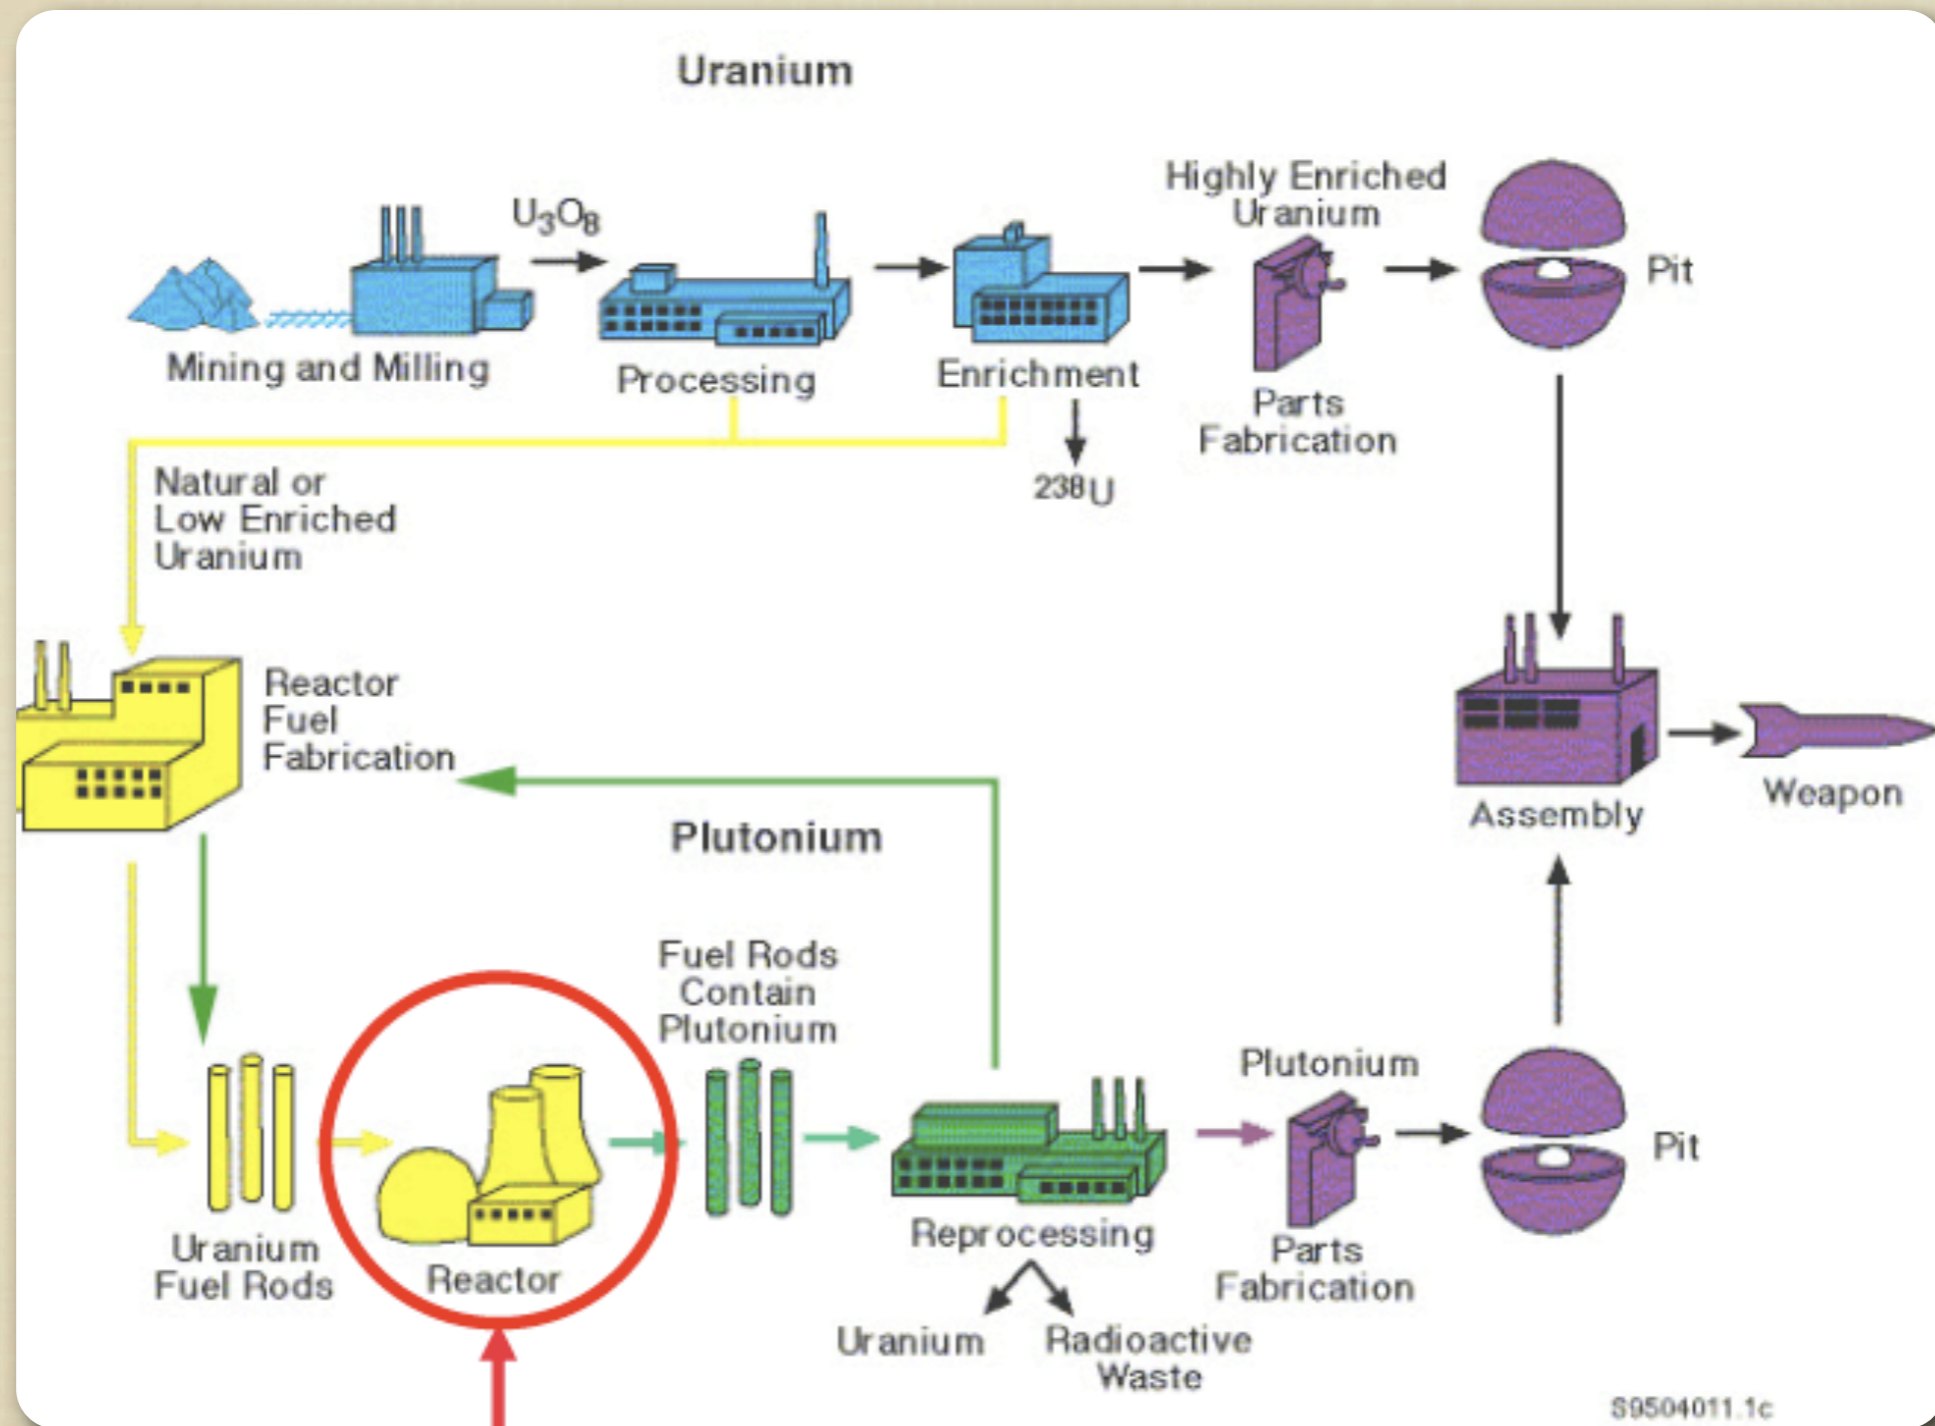 Uranium
U₃O₈
Highly Enriched
Uranium
Pit
Mining and Milling
Processing
Enrichment
Parts
Fabrication
²³⁸U
Natural or
Low Enriched
Uranium
Reactor
Fuel
Fabrication
Assembly
Weapon
Plutonium
Fuel Rods
Contain
Plutonium
Plutonium
Pit
Uranium
Fuel Rods
Reactor
Reprocessing
Parts
Fabrication
Uranium
Radioactive
Waste
S9504011.1c